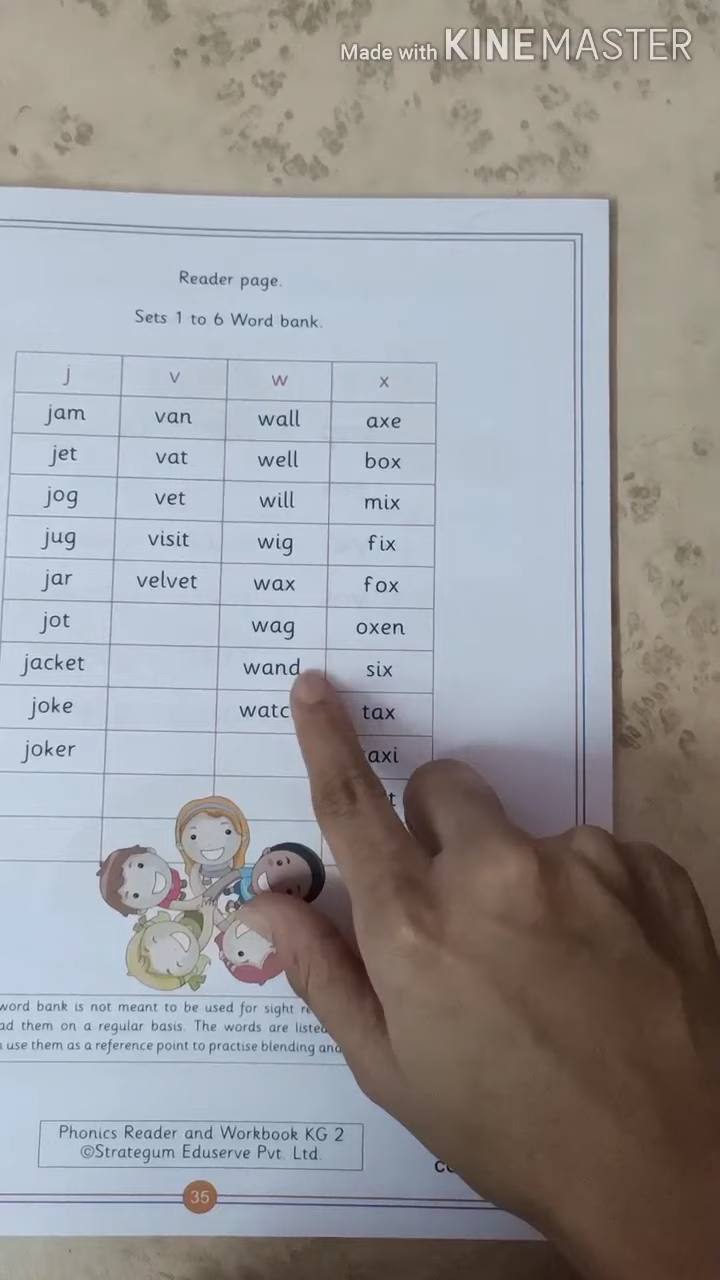 Made with KINEMASTER
Reader page.
Sets 1 to 6 Word bank.
j v w x
jam van wall axe
jet vat well box
jog vet will mix
jug visit wig fix
jar velvet wax fox
jot wag oxen
jacket wand six
joke tax
joker
word bank is not meant to be used for sight
them on a regular basis. The words are
use them as a reference point to practise blending
Phonics Reader and Workbook KG 2
©Strategum Eduserve Pvt. Ltd.
35